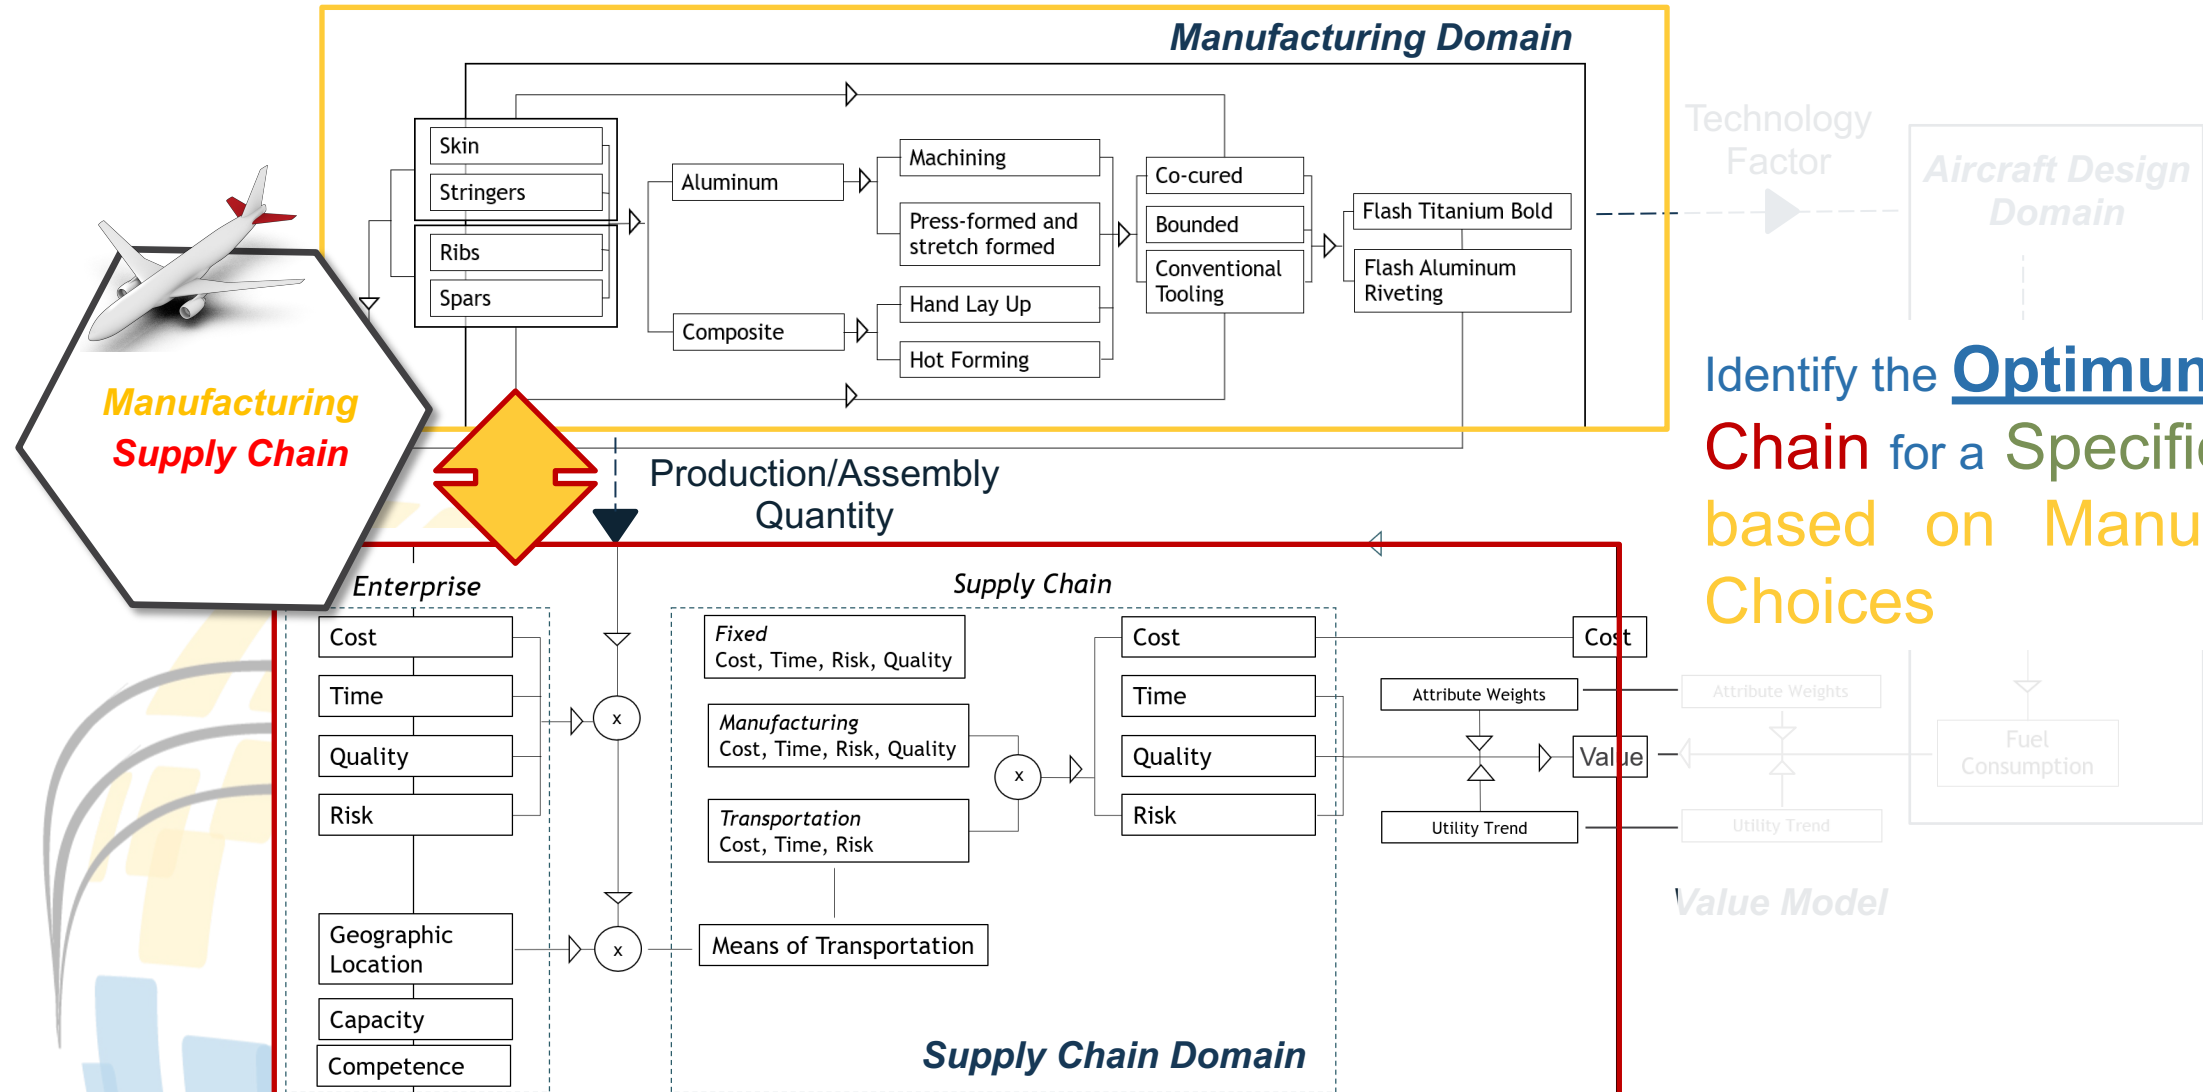 Manufacturing Domain
Skin
Stringers
Ribs
Spars
Aluminum
Composite
Machining
Press-formed and
stretch formed
Hand Lay Up
Hot Forming
Co-cured
Bounded
Conventional
Tooling
Flash Titanium Bold
Flash Aluminum
Riveting
Technology
Factor
Aircraft Design
Domain
Manufacturing
Supply Chain
Identify the
Chain for a
based on
Choices
Production/Assembly
Quantity
Enterprise
Cost
Time
Quality
Risk
Geographic
Location
Capacity
Competence
x
x
Supply Chain
Fixed
Cost, Time, Risk, Quality
Manufacturing
Cost, Time, Risk, Quality
Transportation
Cost, Time, Risk
Means of Transportation
x
Cost
Time
Quality
Risk
Attribute Weights
Utility Trend
Cost
Value
Supply Chain Domain
Attribute Weights
Utility Trend
Fuel
Consumption
Value Model